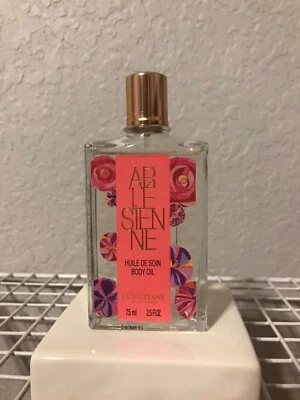 AR
LE
SIEN
NE
HUILE DE SOIN
BODY OIL
L'OCCITANE
75 ml 2.5 Fl.OZ